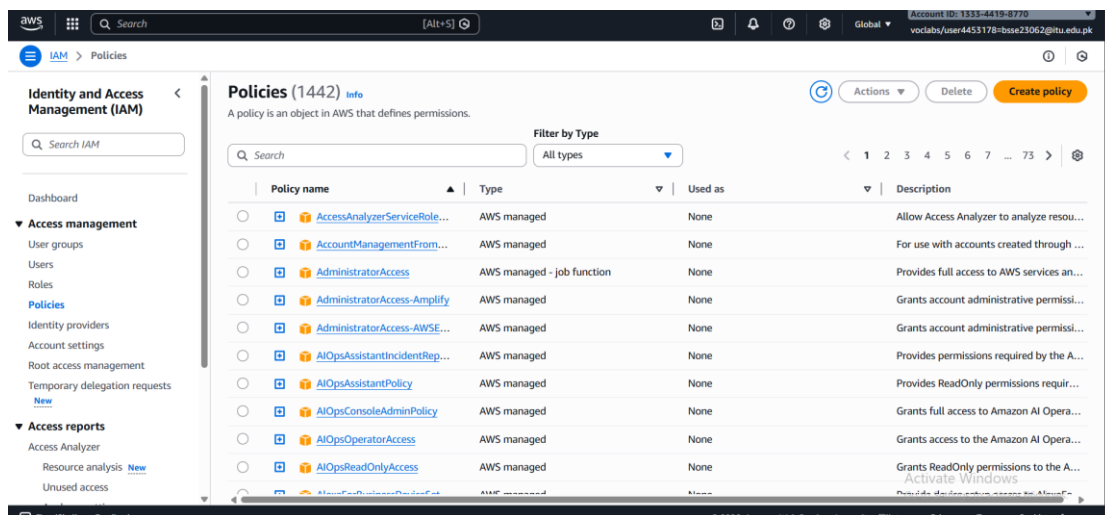 aws
Search [Alt+S]
Global
Account ID: 1333-4419-8770
voclabs/user4453178=bsse23062@itu.edu.pk
IAM > Policies
Identity and Access Management (IAM)
Search IAM
Dashboard
Access management
User groups
Users
Roles
Policies
Identity providers
Account settings
Root access management
Temporary delegation requests
New
Access reports
Access Analyzer
Resource analysis New
Unused access
Policies (1442) Info
A policy is an object in AWS that defines permissions.
Actions
Delete
Create policy
Filter by Type
Search
All types
1 2 3 4 5 6 7 ... 73
Policy name Type Used as Description
AccessAnalyzerServiceRole... AWS managed None Allow Access Analyzer to analyze resou...
AccountManagementFrom... AWS managed None For use with accounts created through ...
AdministratorAccess AWS managed - job function None Provides full access to AWS services an...
AdministratorAccess-Amplify AWS managed None Grants account administrative permissi...
AdministratorAccess-AWSE... AWS managed None Grants account administrative permissi...
AIOpsAssistantIncidentRep... AWS managed None Provides permissions required by the A...
AIOpsAssistantPolicy AWS managed None Provides ReadOnly permissions requir...
AIOpsConsoleAdminPolicy AWS managed None Grants full access to Amazon AI Opera...
AIOpsOperatorAccess AWS managed None Grants access to the Amazon AI Opera...
AIOpsReadOnlyAccess AWS managed None Grants ReadOnly permissions to the A...
Activate Windows